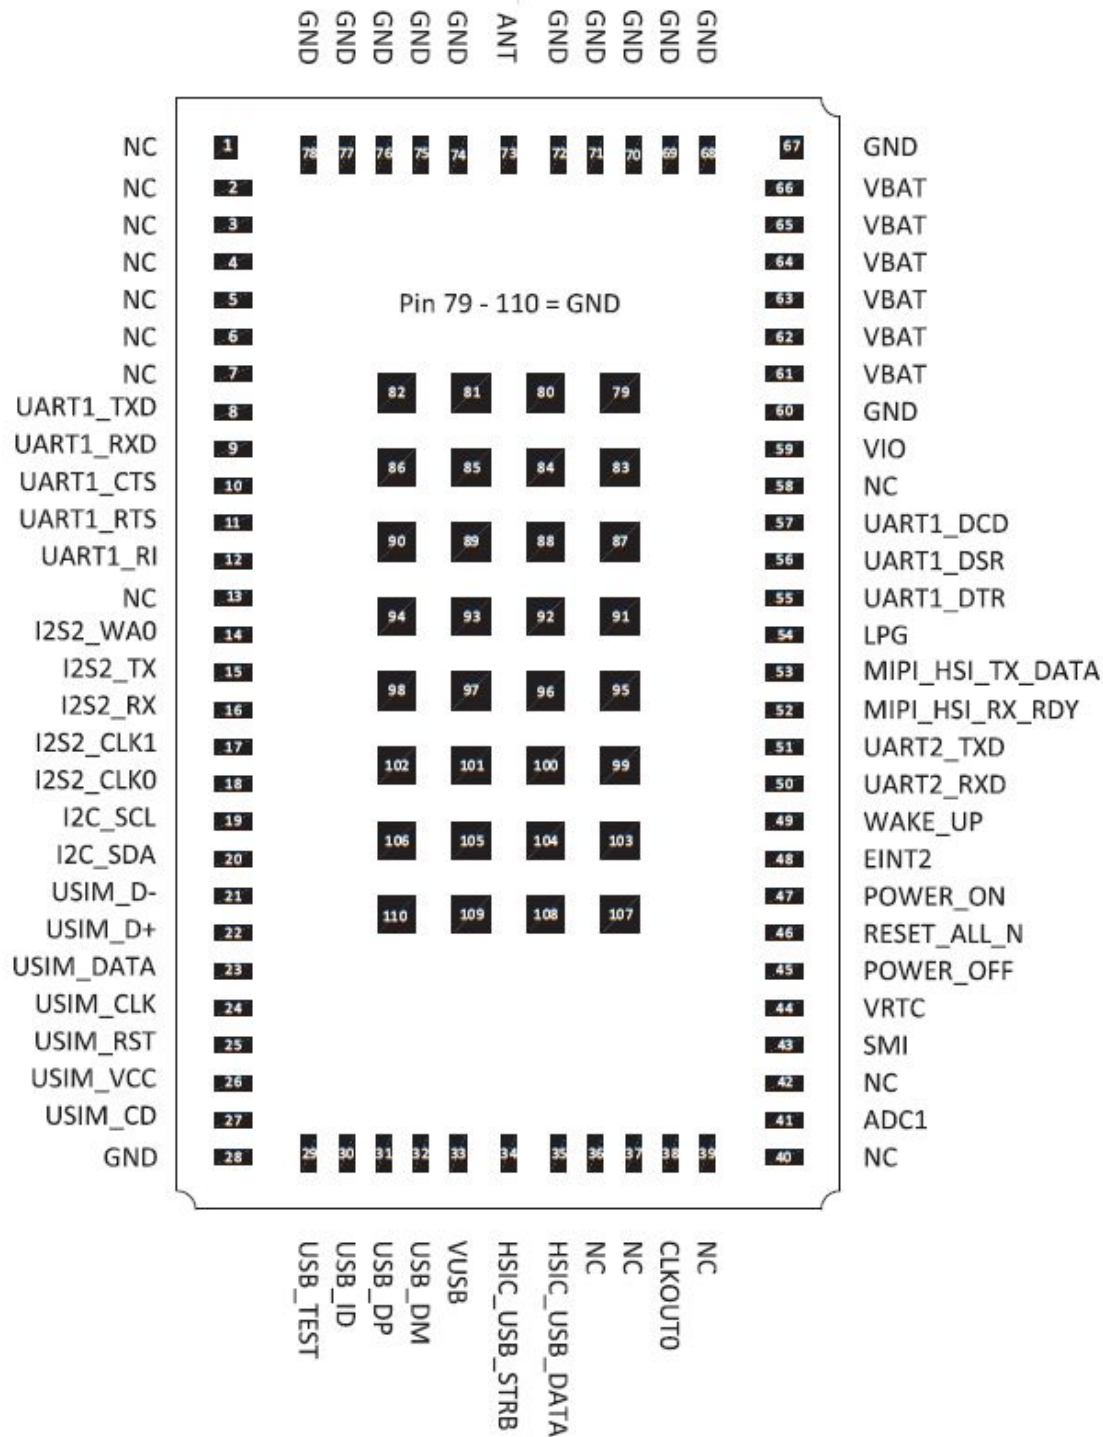 GND GND GND GND GND ANT GND GND GND GND GND
NC 1 78 77 76 75 74 73 72 71 70 69 68 67 GND
NC 2 66 VBAT
NC 3 65 VBAT
NC 4 64 VBAT
NC 5 63 VBAT
Pin 79 - 110 = GND
NC 6 62 VBAT
NC 7 61 VBAT
82 81 80 79
UART1_TXD 8 60 GND
UART1_RXD 9 59 VIO
86 85 84 83
UART1_CTS 10 58 NC
UART1_RTS 11 57 UART1_DCD
90 89 88 87
UART1_RI 12 56 UART1_DSR
NC 13 55 UART1_DTR
94 93 92 91
I2S2_WA0 14 54 LPG
I2S2_TX 15 53 MIPI_HSI_TX_DATA
98 97 96 95
I2S2_RX 16 52 MIPI_HSI_RX_RDY
I2S2_CLK1 17 51 UART2_TXD
102 101 100 99
I2S2_CLK0 18 50 UART2_RXD
I2C_SCL 19 49 WAKE_UP
106 105 104 103
I2C_SDA 20 48 EINT2
USIM_D- 21 47 POWER_ON
110 109 108 107
USIM_D+ 22 46 RESET_ALL_N
USIM_DATA 23 45 POWER_OFF
USIM_CLK 24 44 VRTC
USIM_RST 25 43 SMI
USIM_VCC 26 42 NC
USIM_CD 27 41 ADC1
GND 28 29 30 31 32 33 34 35 36 37 38 39 40 NC
USB_TEST USB_ID USB_DP USB_DM VUSB HSIC_USB_STRB HSIC_USB_DATA NC NC CLKOUT0 NC